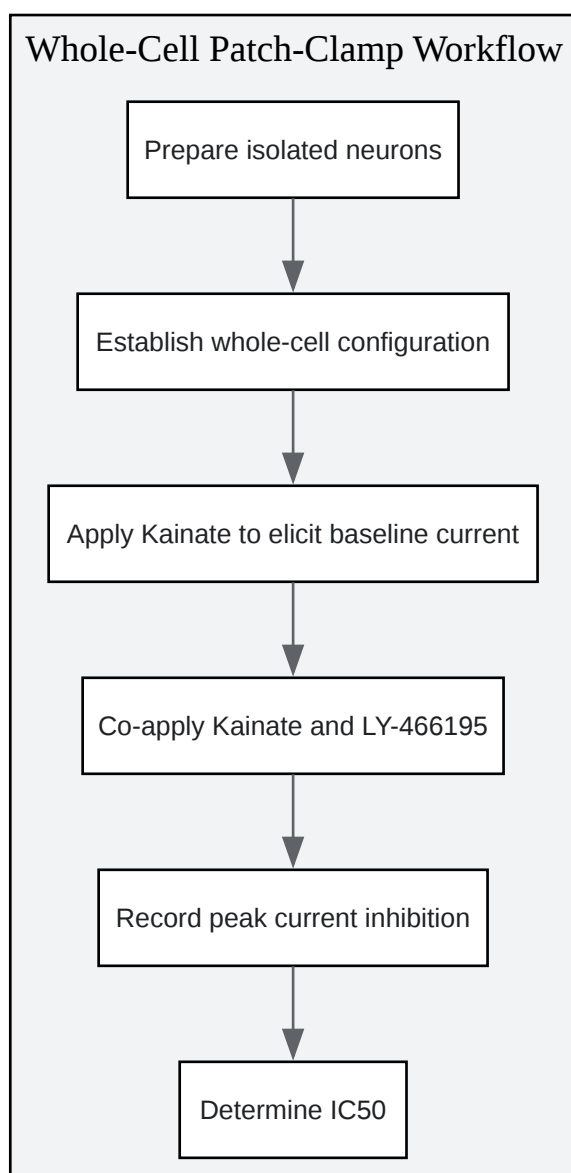 Whole-Cell Patch-Clamp Workflow
Prepare isolated neurons
Establish whole-cell configuration
Apply Kainate to elicit baseline current
Co-apply Kainate and LY-466195
Record peak current inhibition
Determine IC50